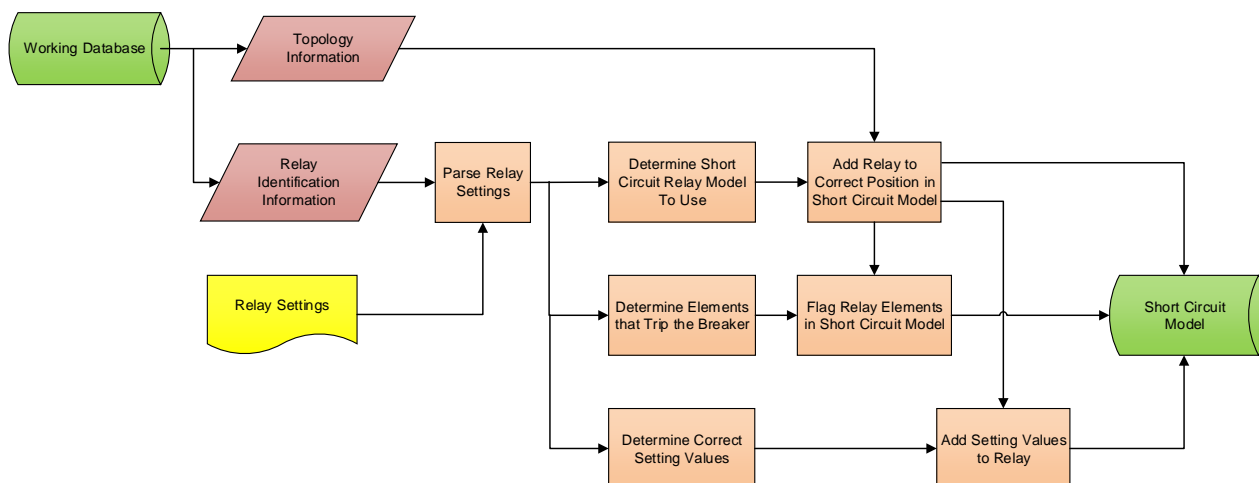 Working Database
Topology
Information
Relay
Identification
Information
Parse Relay
Settings
Determine Short
Circuit Relay Model
To Use
Add Relay to
Correct Position in
Short Circuit Model
Relay Settings
Determine Elements
that Trip the Breaker
Flag Relay Elements
in Short Circuit Model
Short Circuit
Model
Determine Correct
Setting Values
Add Setting Values
to Relay